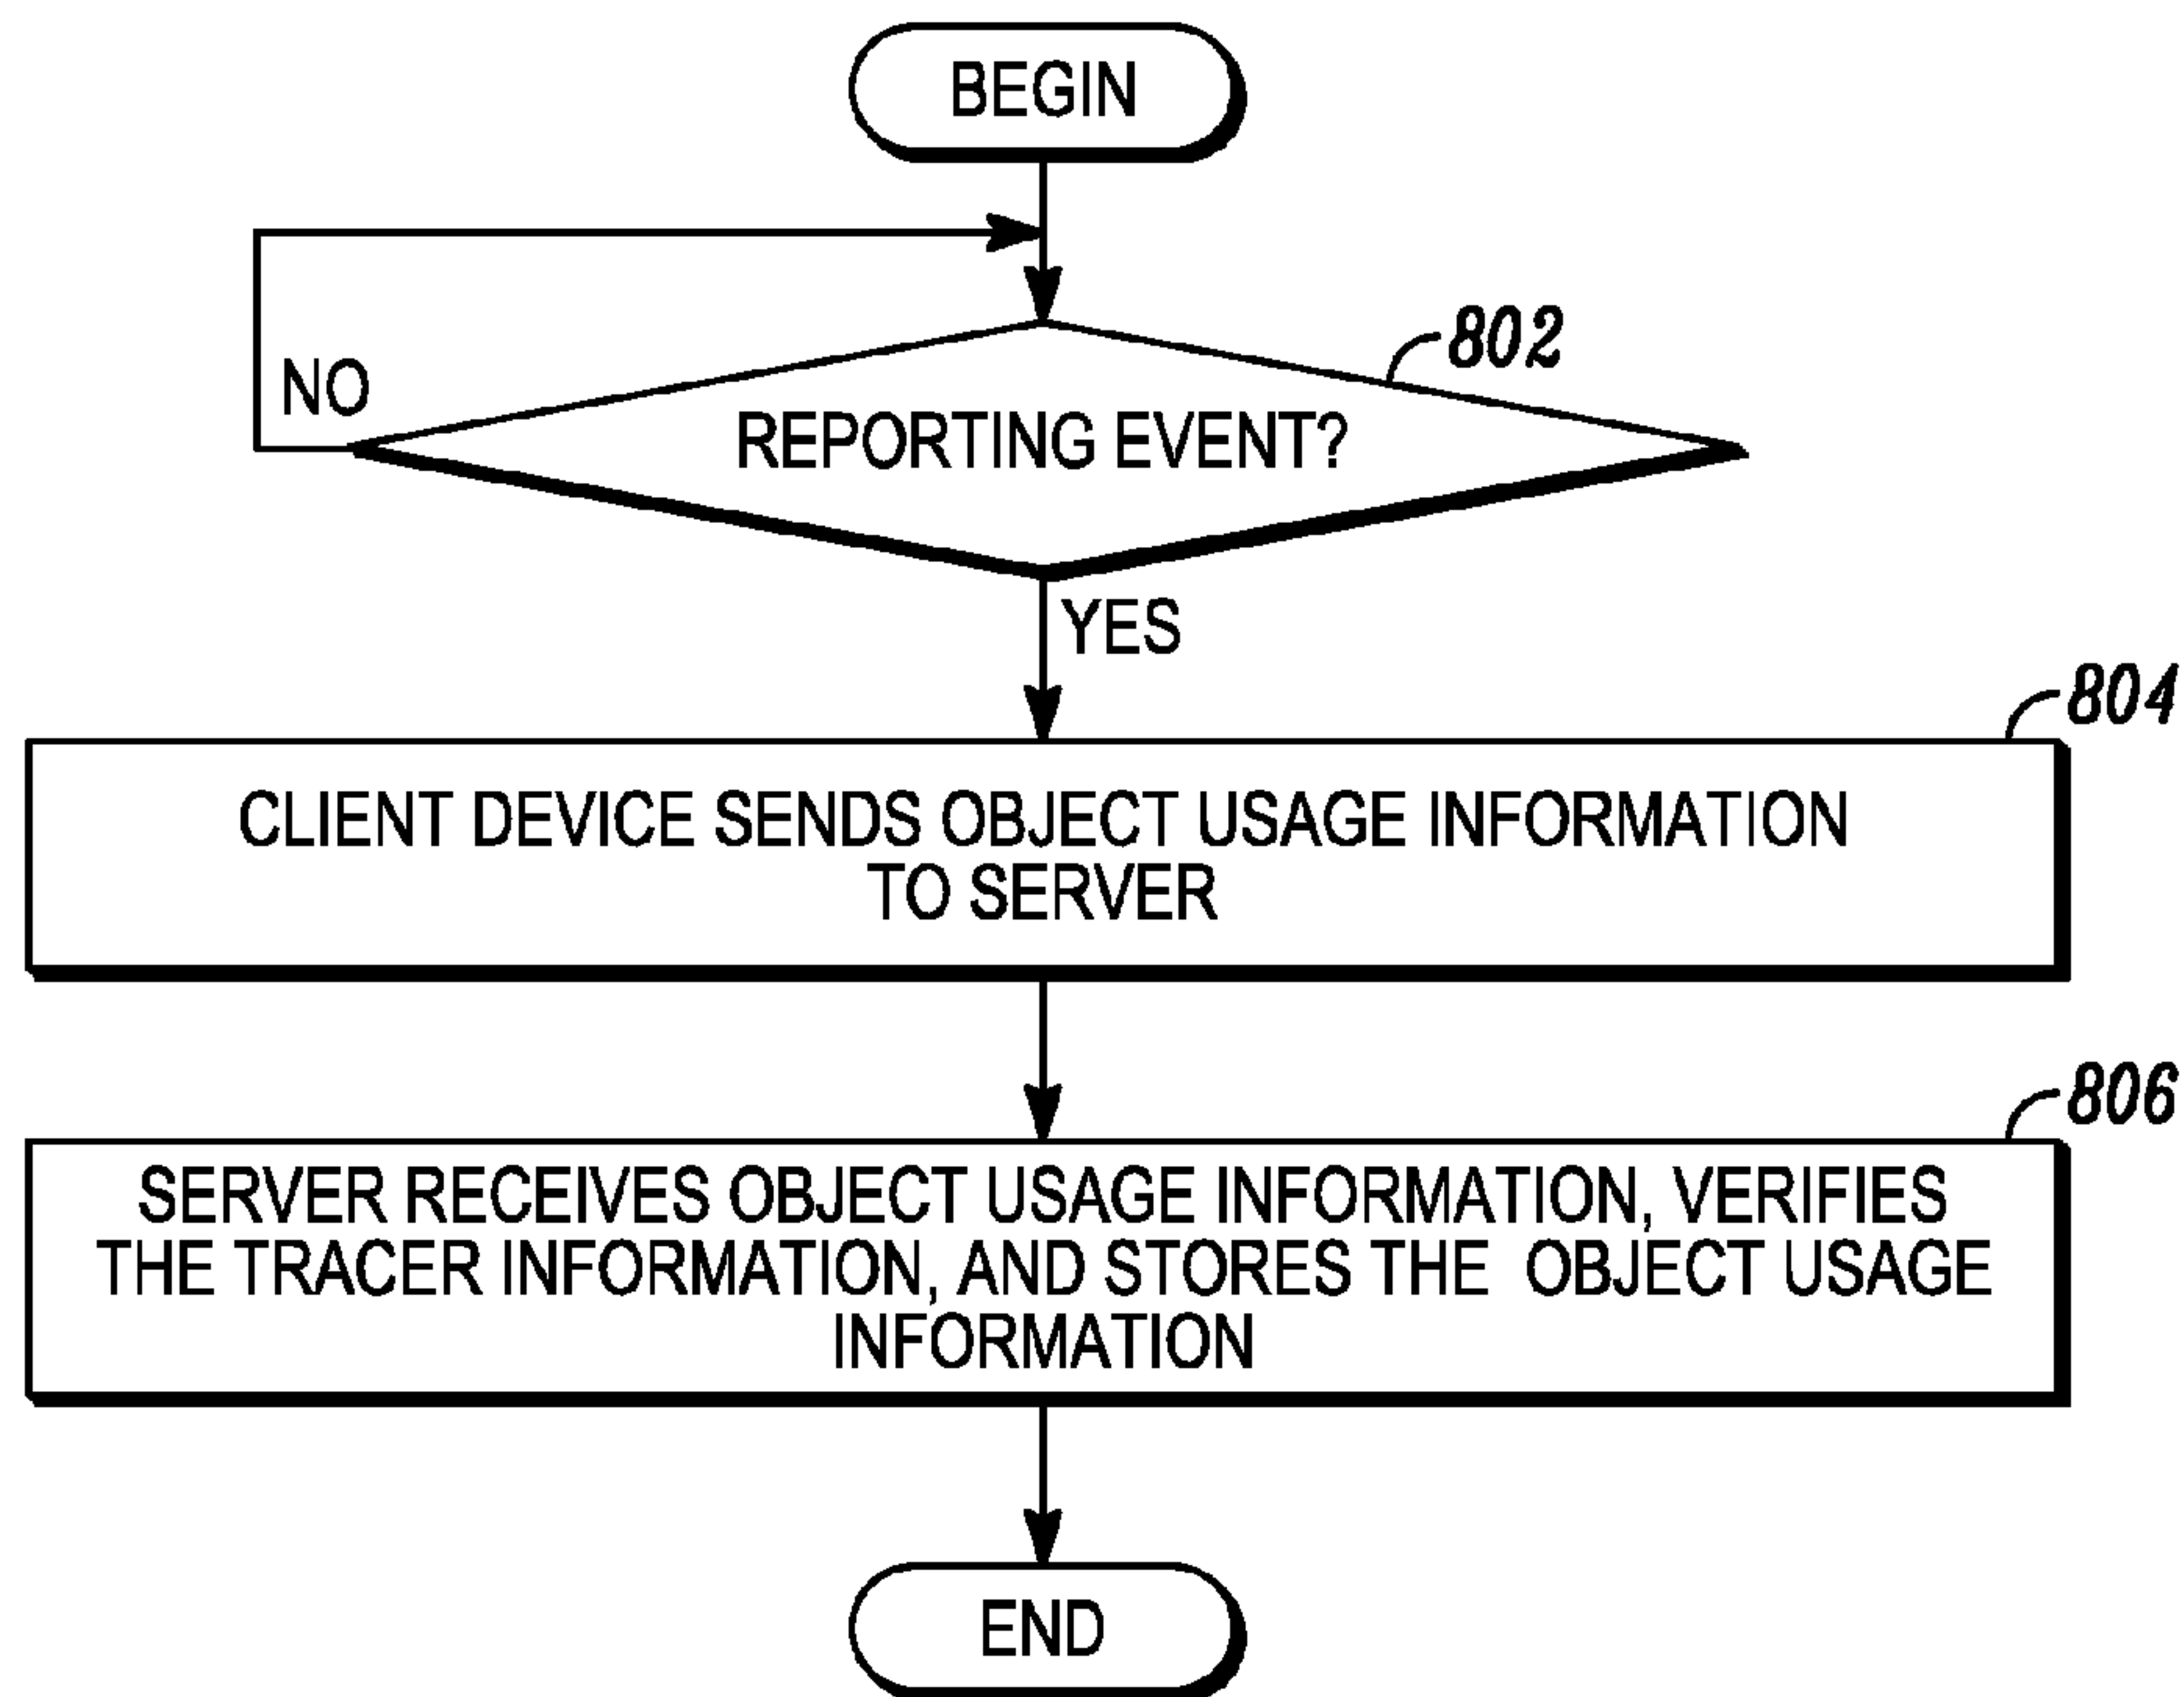 BEGIN
802
NO
REPORTING EVENT?
YES
804
CLIENT DEVICE SENDS OBJECT USAGE INFORMATION
TO SERVER
806
SERVER RECEIVES OBJECT USAGE INFORMATION, VERIFIES
THE TRACER INFORMATION, AND STORES THE OBJECT USAGE
INFORMATION
END